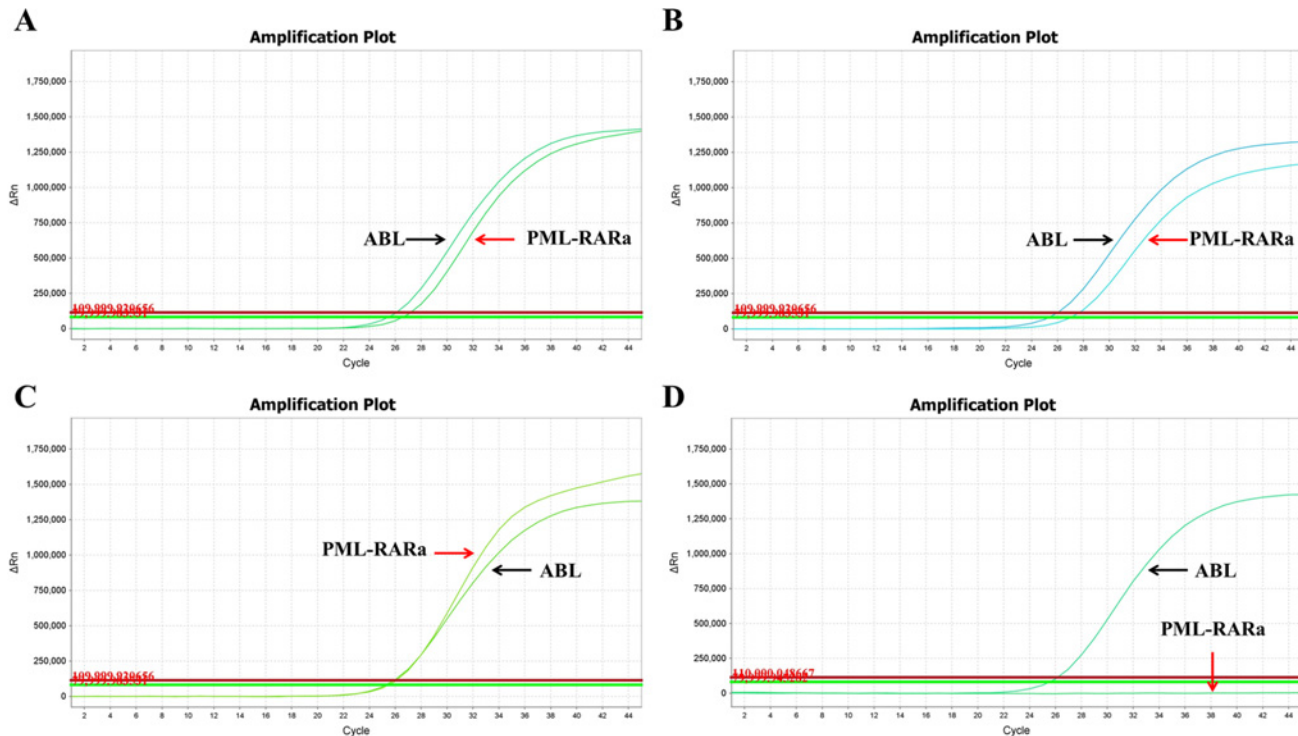 A
Amplification Plot
1,750,000
1,500,000
1,250,000
1,000,000
750,000
500,000
250,000
0
ΔRn
ABL
PML-RARa
109,999.920656
2 4 6 8 10 12 14 16 18 20 22 24 26 28 30 32 34 36 38 40 42 44
Cycle
B
Amplification Plot
1,750,000
1,500,000
1,250,000
1,000,000
750,000
500,000
250,000
0
ΔRn
ABL
PML-RARa
109,999.920656
2 4 6 8 10 12 14 16 18 20 22 24 26 28 30 32 34 36 38 40 42 44
Cycle
C
Amplification Plot
1,750,000
1,500,000
1,250,000
1,000,000
750,000
500,000
250,000
0
ΔRn
PML-RARa
ABL
109,999.920656
2 4 6 8 10 12 14 16 18 20 22 24 26 28 30 32 34 36 38 40 42 44
Cycle
D
Amplification Plot
1,750,000
1,500,000
1,250,000
1,000,000
750,000
500,000
250,000
0
ΔRn
ABL
PML-RARa
110,000.048667
2 4 6 8 10 12 14 16 18 20 22 24 26 28 30 32 34 36 38 40 42 44
Cycle